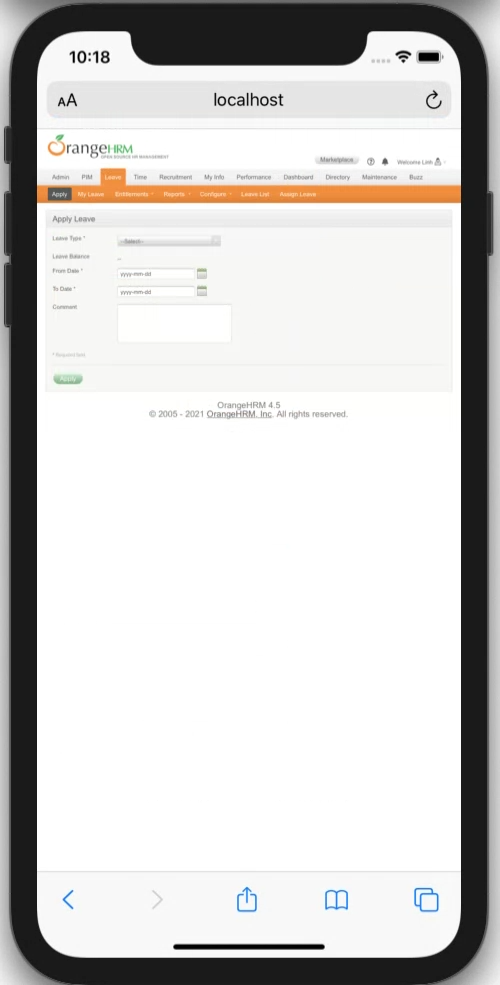 10:18
AA
localhost
OrangeHRM
OPEN SOURCE HR MANAGEMENT
Marketplace
Welcome Linh
Admin PIM Leave Time Recruitment My Info Performance Dashboard Directory Maintenance Buzz
Apply My Leave Entitlements Reports Configure Leave List Assign Leave
Apply Leave
Leave Type *
--Select--
Leave Balance
--
From Date *
yyyy-mm-dd
To Date *
yyyy-mm-dd
Comment
* Required field
Apply
OrangeHRM 4.5
© 2005 - 2021 OrangeHRM, Inc. All rights reserved.